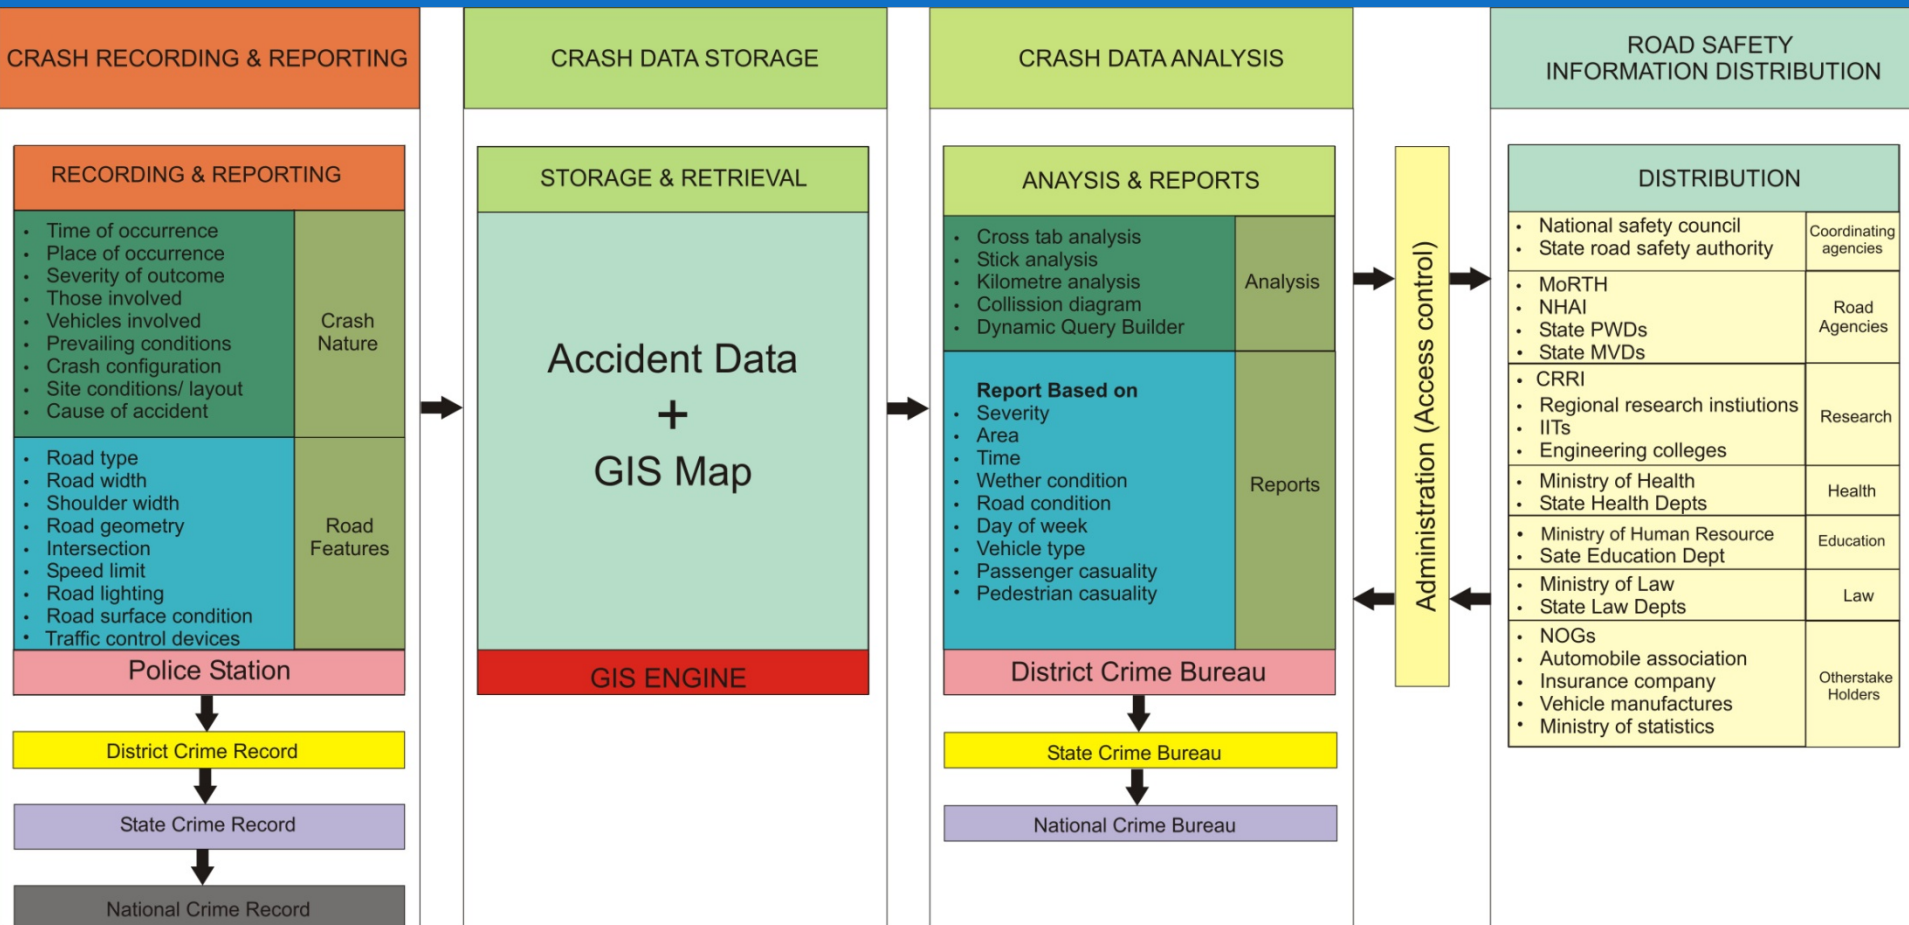 CRASH RECORDING & REPORTING
RECORDING & REPORTING
• Time of occurrence
• Place of occurrence
• Severity of outcome
• Those involved
• Vehicles involved
• Prevailing conditions
• Crash configuration
• Site conditions/ layout
• Cause of accident
Crash
Nature
• Road type
• Road width
• Shoulder width
• Road geometry
• Intersection
• Speed limit
• Road lighting
• Road surface condition
• Traffic control devices
Road
Features
Police Station
District Crime Record
State Crime Record
National Crime Record
CRASH DATA STORAGE
STORAGE & RETRIEVAL
Accident Data
+
GIS Map
GIS ENGINE
CRASH DATA ANALYSIS
ANAYSIS & REPORTS
• Cross tab analysis
• Stick analysis
• Kilometre analysis
• Collission diagram
• Dynamic Query Builder
Analysis
Report Based on
• Severity
• Area
• Time
• Wether condition
• Road condition
• Day of week
• Vehicle type
• Passenger casuality
• Pedestrian casuality
Reports
District Crime Bureau
State Crime Bureau
National Crime Bureau
Administration (Access control)
ROAD SAFETY
INFORMATION DISTRIBUTION
DISTRIBUTION
• National safety council
• State road safety authority
Coordinating
agencies
• MoRTH
• NHAI
• State PWDs
• State MVDs
Road
Agencies
• CRRI
• Regional research instiutions
• IITs
• Engineering colleges
Research
• Ministry of Health
• State Health Depts
Health
• Ministry of Human Resource
• Sate Education Dept
Education
• Ministry of Law
• State Law Depts
Law
• NOGs
• Automobile association
• Insurance company
• Vehicle manufactures
• Ministry of statistics
Otherstake
Holders